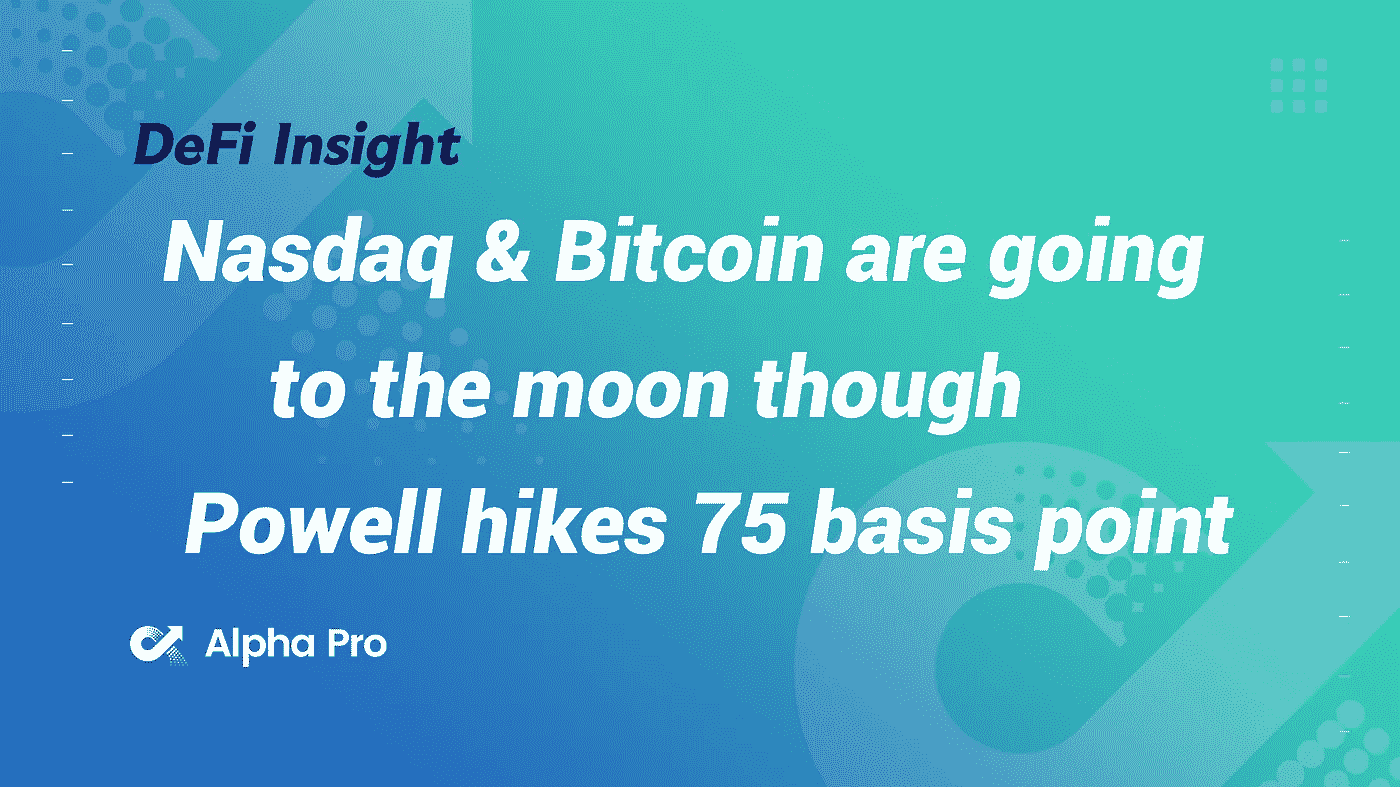 DeFi Insight
Nasdaq & Bitcoin are going
to the moon though
Powell hikes 75 basis point
Alpha Pro